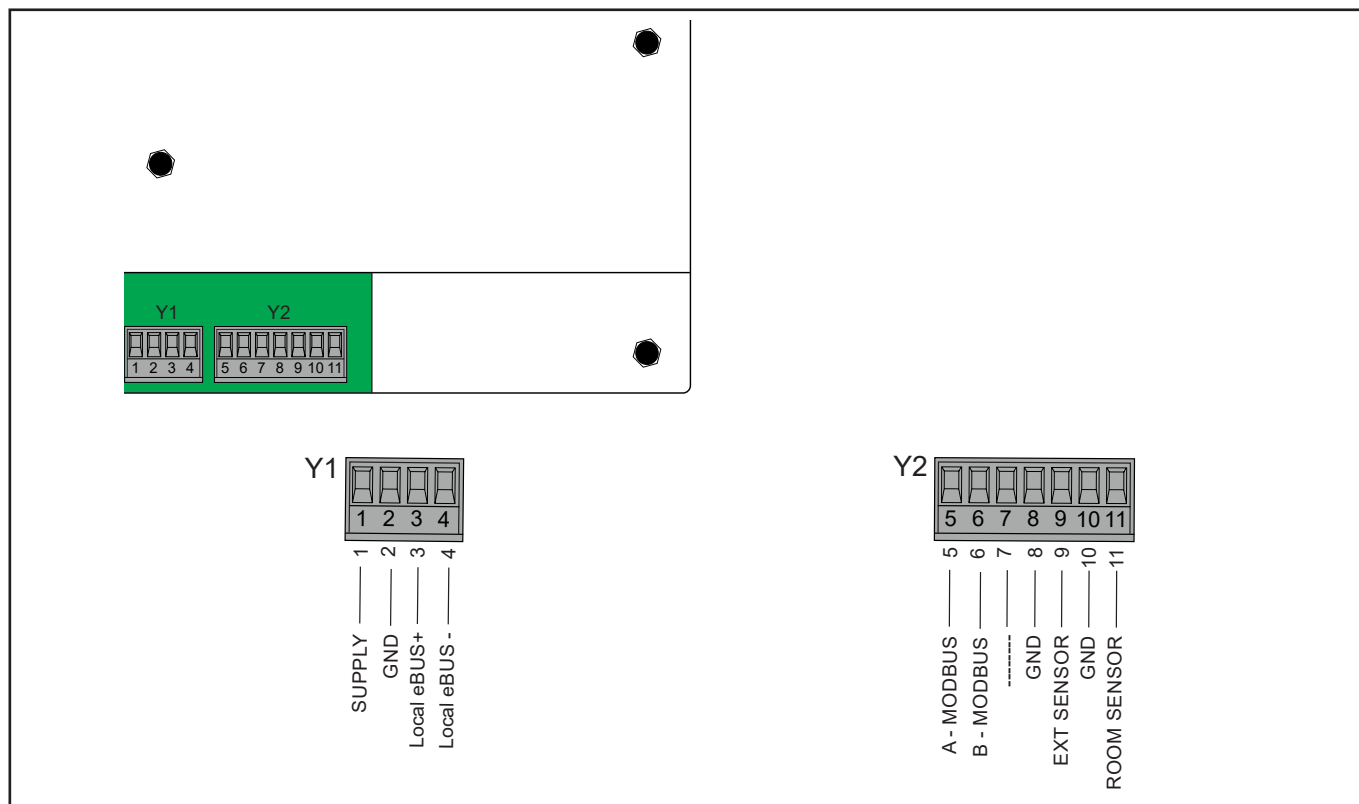 Y1 Y2
1 2 3 4 5 6 7 8 9 10 11
Y1
1 2 3 4
1 2 3 4
SUPPLY
GND
Local eBUS+
Local eBUS -
Y2
5 6 7 8 9 10 11
5 6 7 8 9 10 11
A - MODBUS
B - MODBUS
--------
GND
EXT SENSOR
GND
ROOM SENSOR